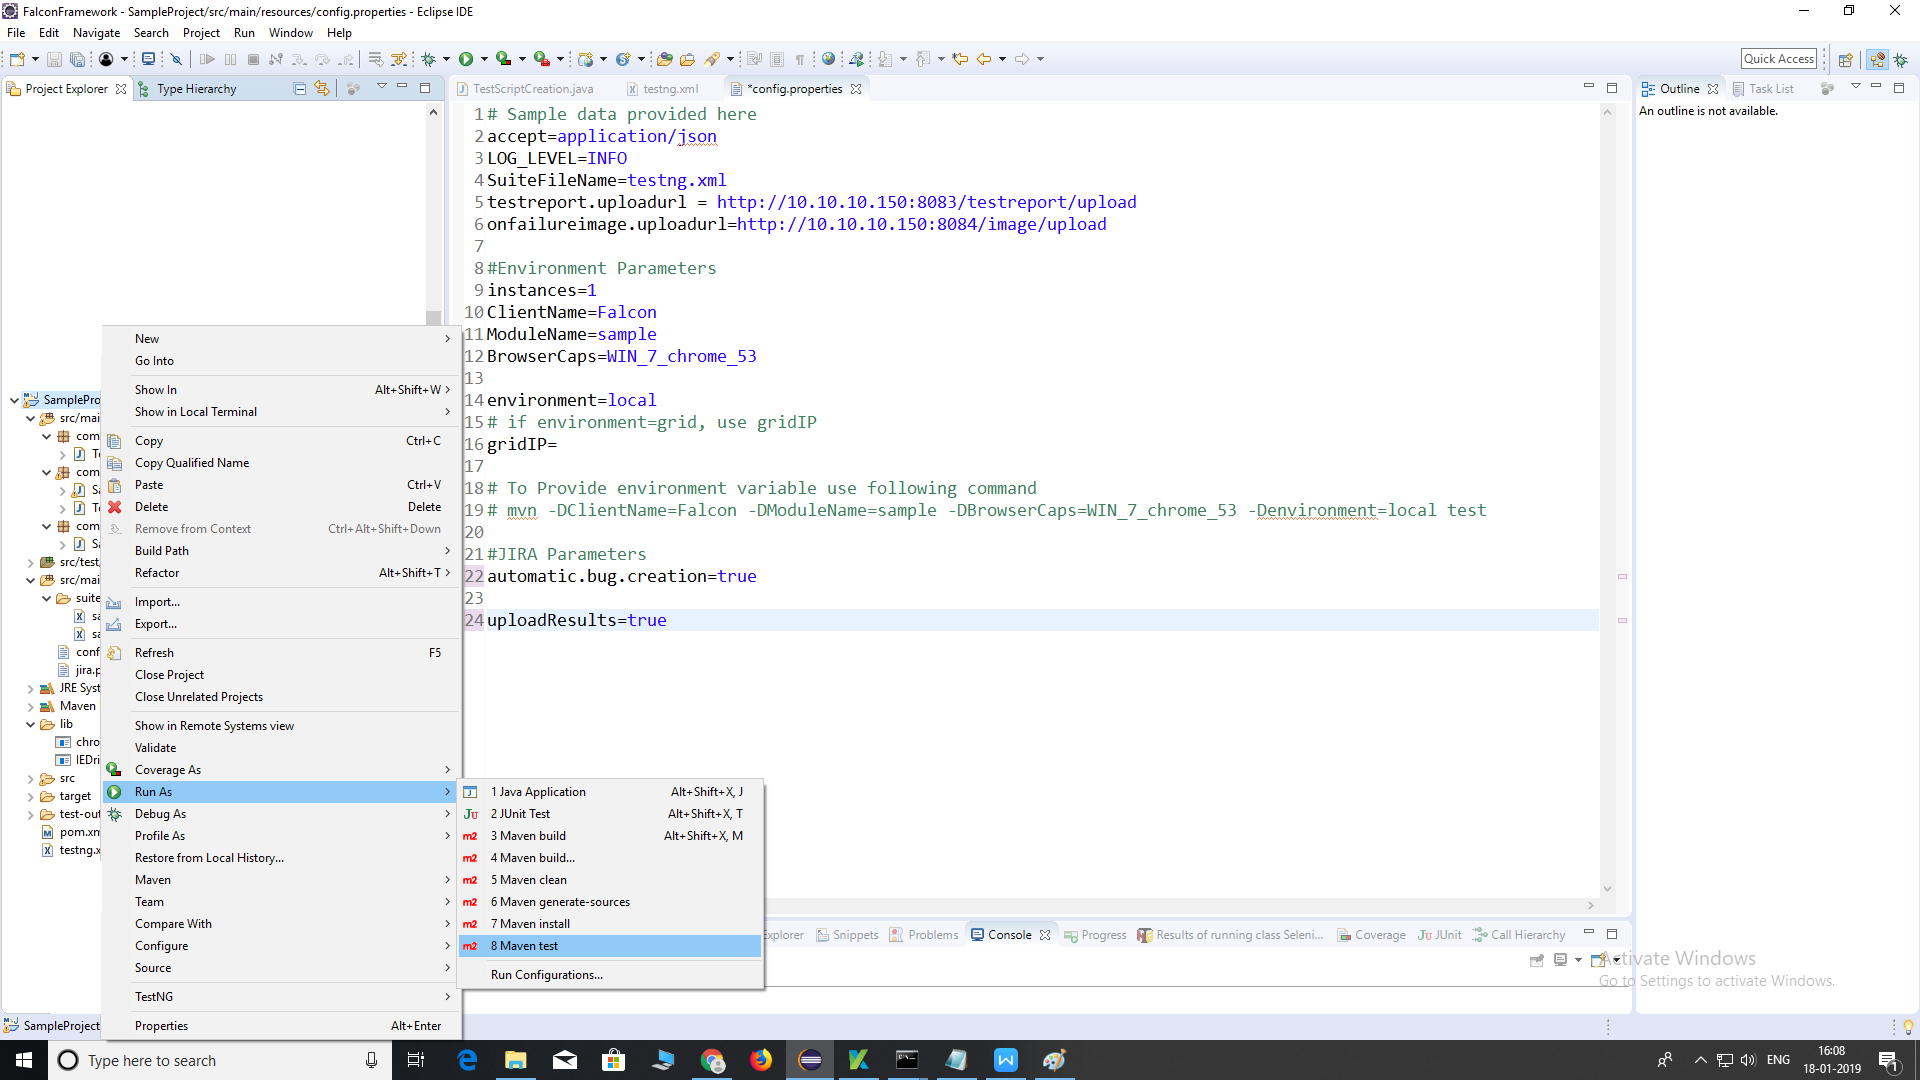 FalconFramework - SampleProject/src/main/resources/config.properties - Eclipse IDE
File Edit Navigate Search Project Run Window Help
Quick Access
Project Explorer Type Hierarchy
TestScriptCreation.java testng.xml *config.properties
Outline Task List
An outline is not available.
1 # Sample data provided here
2 accept=application/json
3 LOG_LEVEL=INFO
4 SuiteFileName=testng.xml
5 testreport.uploadurl = http://10.10.10.150:8083/testreport/upload
6 onfailureimage.uploadurl=http://10.10.10.150:8084/image/upload
7
8 #Environment Parameters
9 instances=1
10 ClientName=Falcon
11 ModuleName=sample
12 BrowserCaps=WIN_7_chrome_53
13
14 environment=local
15 # if environment=grid, use gridIP
16 gridIP=
17
18 # To Provide environment variable use following command
19 # mvn -DClientName=Falcon -DModuleName=sample -DBrowserCaps=WIN_7_chrome_53 -Denvironment=local test
20
21 #JIRA Parameters
22 automatic.bug.creation=true
23
24 uploadResults=true
SamplePro
src/mai
com
T
com
S
T
com
S
src/test
src/mai
suite
sa
sa
conf
jira.p
JRE Syst
Maven
lib
chro
IEDri
src
target
test-out
pom.xm
testng.x
New
Go Into
Show In Alt+Shift+W
Show in Local Terminal
Copy Ctrl+C
Copy Qualified Name
Paste Ctrl+V
Delete Delete
Remove from Context Ctrl+Alt+Shift+Down
Build Path
Refactor Alt+Shift+T
Import...
Export...
Refresh F5
Close Project
Close Unrelated Projects
Show in Remote Systems view
Validate
Coverage As
Run As
Debug As
Profile As
Restore from Local History...
Maven
Team
Compare With
Configure
Source
TestNG
Properties Alt+Enter
1 Java Application Alt+Shift+X, J
2 JUnit Test Alt+Shift+X, T
3 Maven build Alt+Shift+X, M
4 Maven build...
5 Maven clean
6 Maven generate-sources
7 Maven install
8 Maven test
Run Configurations...
Explorer Snippets Problems Console Progress Results of running class Seleni... Coverage JUnit Call Hierarchy
Activate Windows
Go to Settings to activate Windows.
SampleProject
Type here to search
ENG
16:08
18-01-2019
1